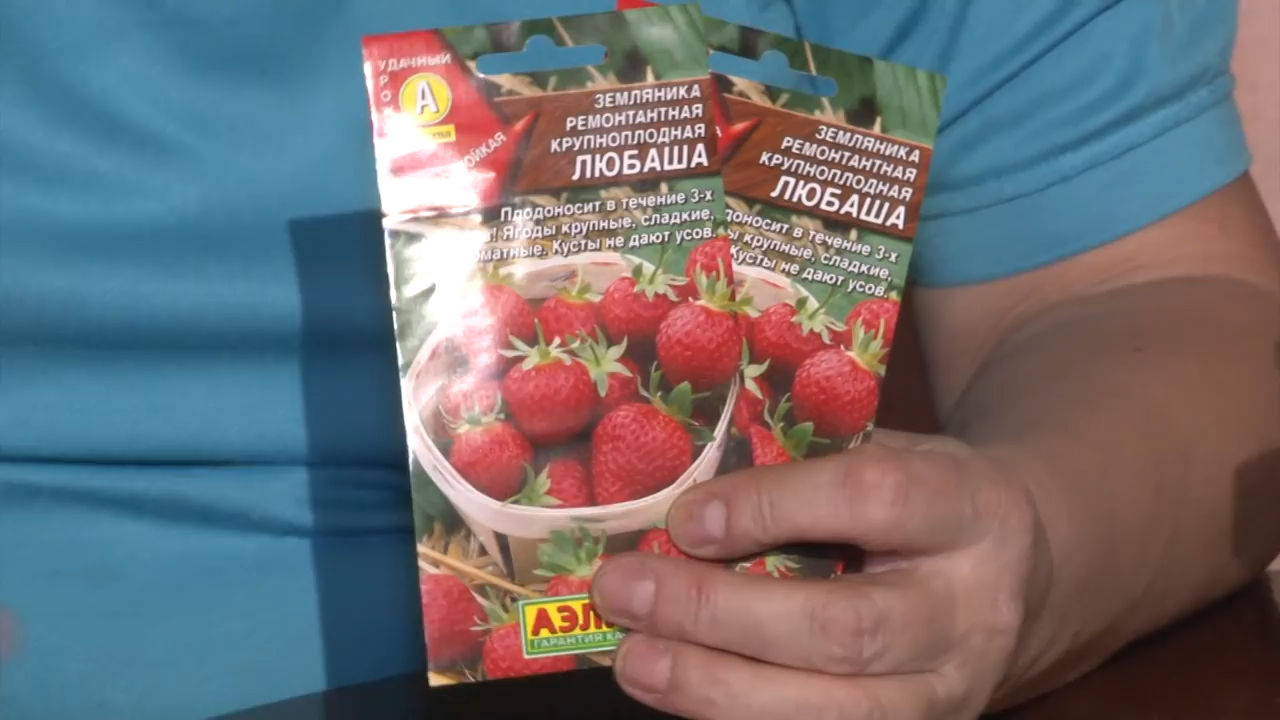 УДАЧНЫЙ
А
ЗЕМЛЯНИКА
РЕМОНТАНТНАЯ
КРУПНОПЛОДНАЯ
ЛЮБАША
Плодоносит в течение 3-х
Ягоды крупные, сладкие,
Кусты не дают усов.
ГАРАНТИЯ
ЗЕМЛЯНИКА
РЕМОНТАНТНАЯ
КРУПНОПЛОДНАЯ
ЛЮБАША
в течение 3-х
крупные, сладкие,
Кусты не дают усов.